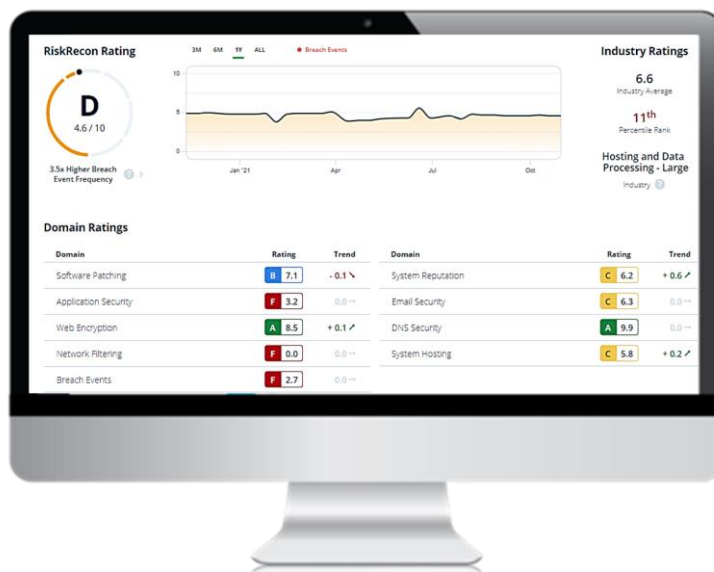 RiskRecon Rating
3M 6M 1Y ALL Breach Events
Industry Ratings
D
4.6 / 10
3.5x Higher Breach
Event Frequency ?
10
5
0
Jan '21 Apr Jul Oct
6.6
Industry Average
11th
Percentile Rank
Hosting and Data
Processing - Large
Industry ?
Domain Ratings
Domain Rating Trend
Software Patching B 7.1 - 0.1
Application Security F 3.2 0.0
Web Encryption A 8.5 + 0.1
Network Filtering F 0.0 0.0
Breach Events F 2.7 0.0
Domain Rating Trend
System Reputation C 6.2 + 0.6
Email Security C 6.3 0.0
DNS Security A 9.9 0.0
System Hosting C 5.8 + 0.2